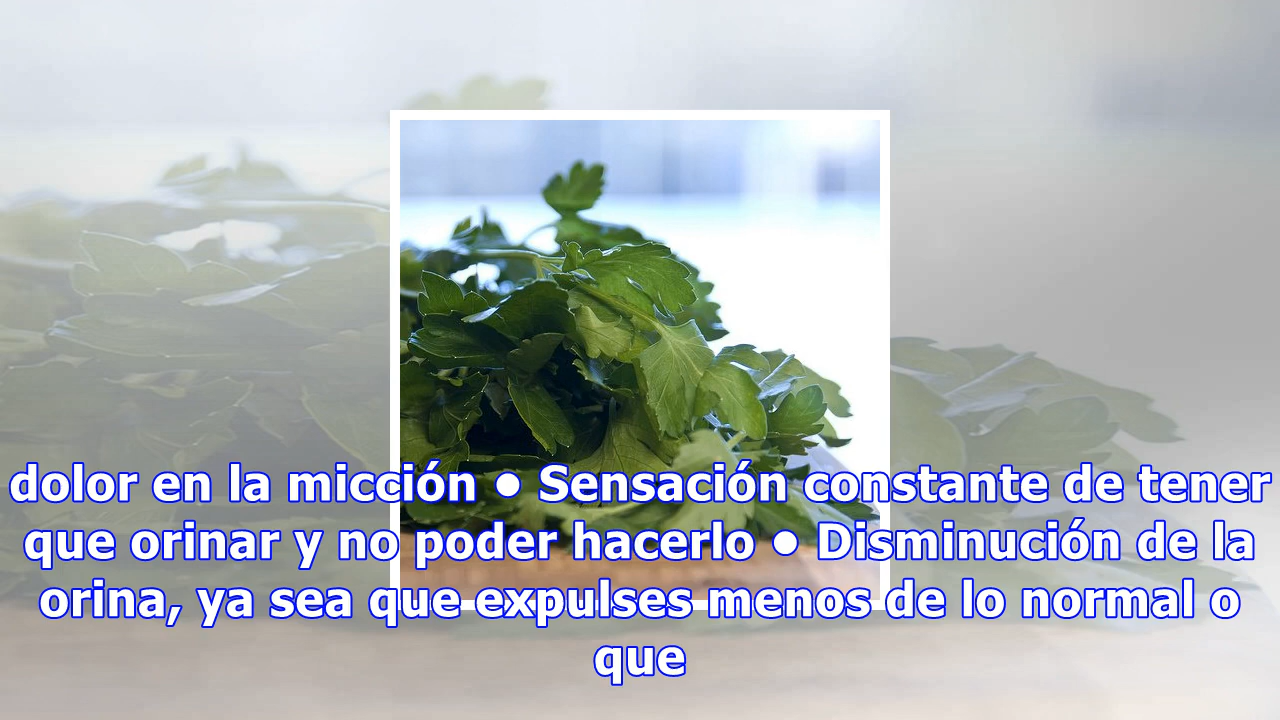 dolor en la micción • Sensación constante de tener
que orinar y no poder hacerlo • Disminución de la
orina, ya sea que expulses menos de lo normal o
que